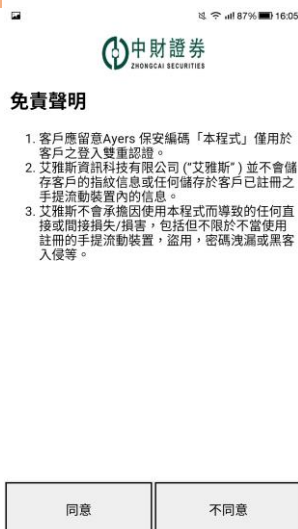 87% 16:05
中財證券
ZHONGCAI SECURITIES
免責聲明
1. 客戶應留意Ayers 保安編碼「本程式」僅用於
客戶之登入雙重認證。
2. 艾雅斯資訊科技有限公司 ("艾雅斯" ) 並不會儲
存客戶的指紋信息或任何儲存於客戶已註冊之
手提流動裝置內的信息。
3. 艾雅斯不會承擔因使用本程式而導致的任何直
接或間接損失/損害，包括但不限於不當使用
註冊的手提流動裝置，盜用，密碼洩漏或黑客
入侵等。
同意
不同意